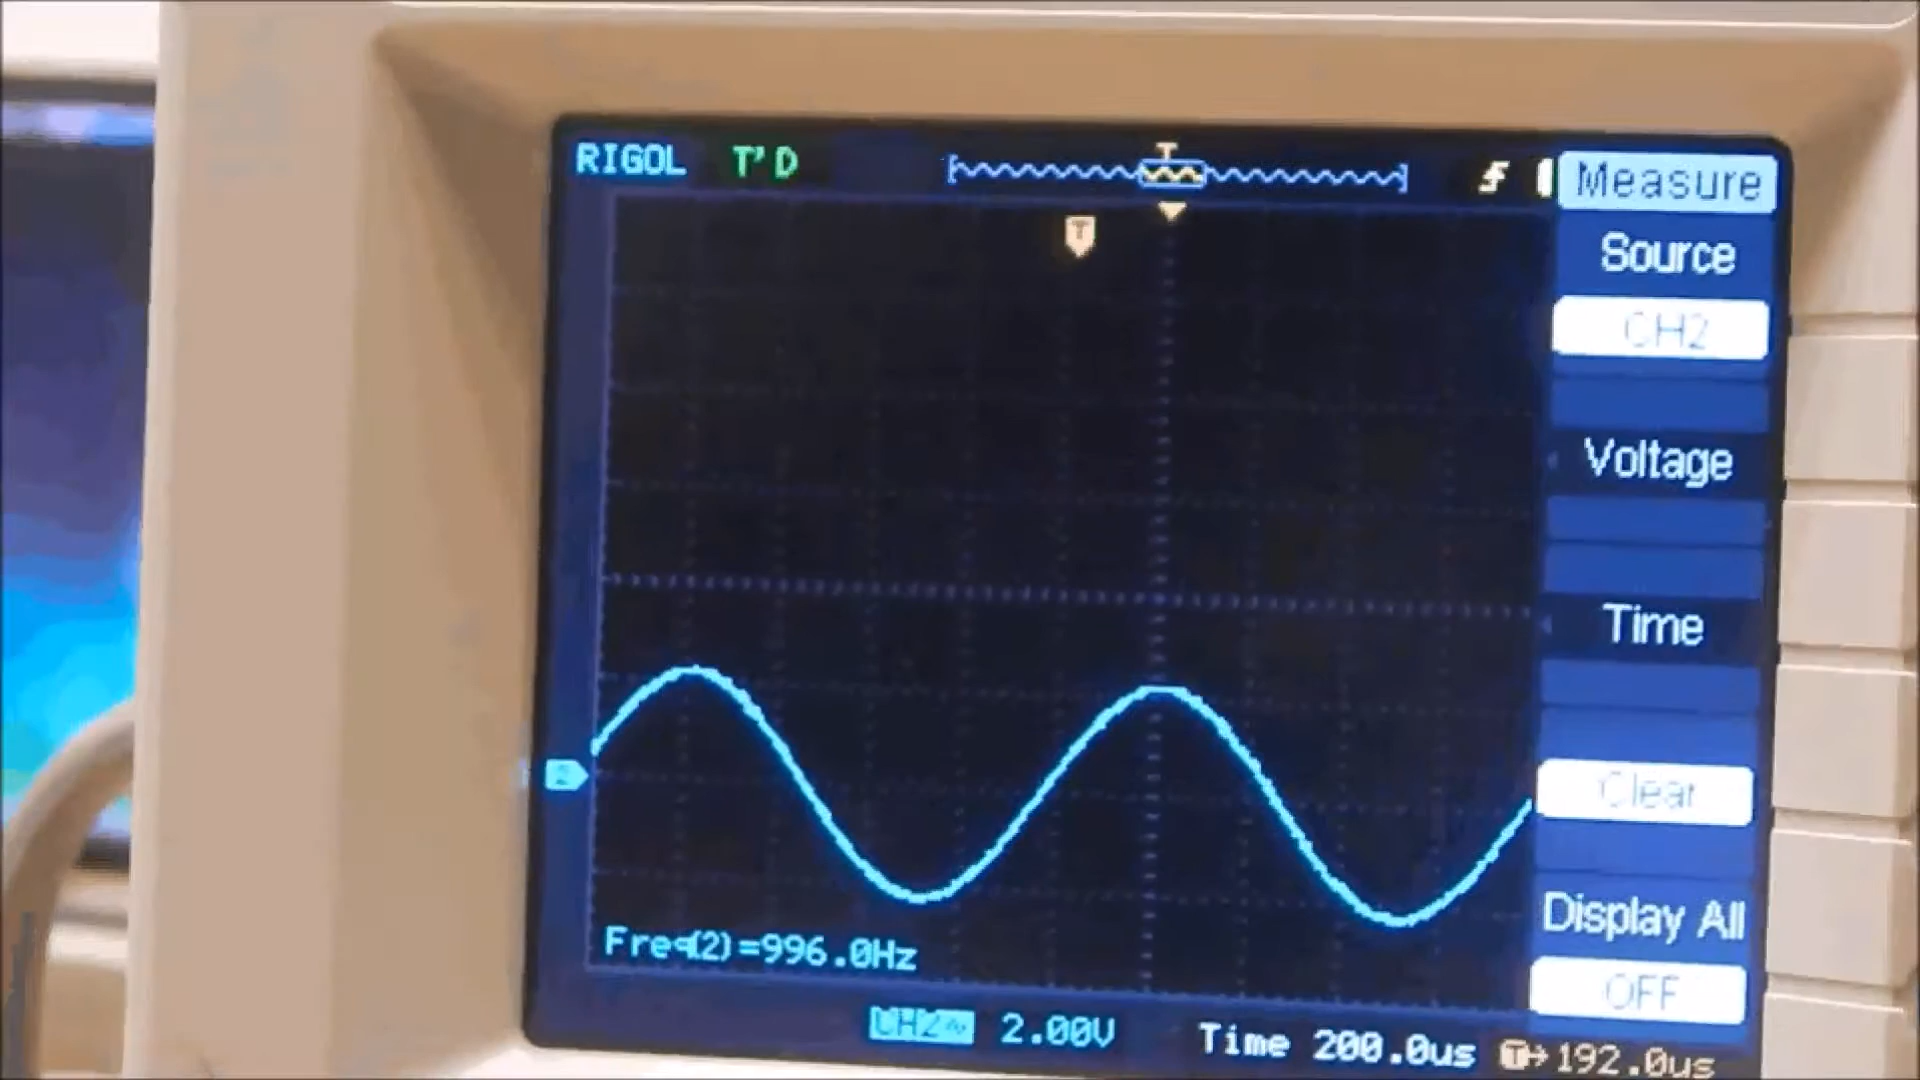 RIGOL T'D T
T
Measure
Source
CH2
Voltage
Time
Clear
Display All
OFF
2
Freq(2)=996.0Hz
CH2~ 2.00V Time 200.0us T→192.0us